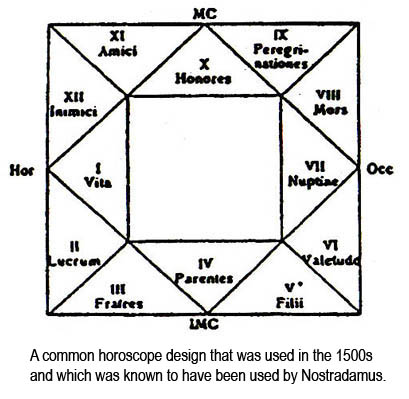 MC
XI
Amici
IX
Peregri-
nationes
X
Honores
XII
Inimici
VIII
Mors
Hor
I
Vita
VII
Nuptiae
Occ
II
Lucrum
VI
Valetudo
IV
Parentes
III
Fratres
V
Filii
IMC
A common horoscope design that was used in the 1500s
and which was known to have been used by Nostradamus.